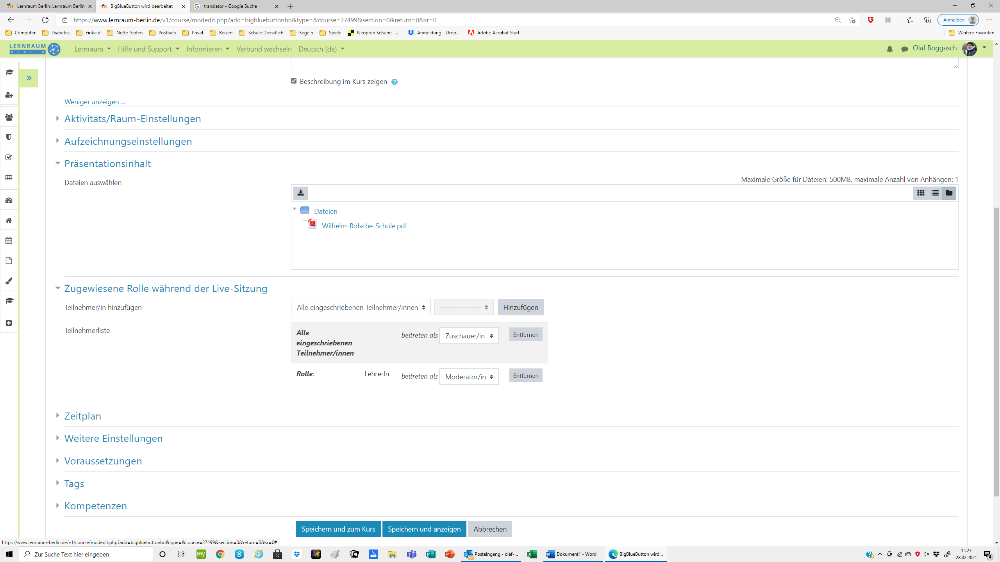 Lernraum Berlin: Lernraum Berlin
BigBlueButton wird bearbeitet
translator - Google Suche
https://www.lernraum-berlin.de/v1/course/modedit.php?add=bigbluebuttonbn&type=&course=27499&section=0&return=0&sr=0
Anmelden
Computer Diabetes Einkauf Nette_Seiten Postfach Privat Reisen Schule Dienstlich Segeln Spiele Neopren Schuhe -... Anmeldung - Drop... Adobe Acrobat Start Weitere Favoriten
LERNRAUM
BERLIN
Lernraum Hilfe und Support Informieren Verbund wechseln Deutsch (de) Olaf Boggasch
Beschreibung im Kurs zeigen ?
Weniger anzeigen ...
Aktivitäts/Raum-Einstellungen
Aufzeichnungseinstellungen
Präsentationsinhalt
Maximale Größe für Dateien: 500MB, maximale Anzahl von Anhängen: 1
Dateien auswählen
Dateien
Wilhelm-Bölsche-Schule.pdf
Zugewiesene Rolle während der Live-Sitzung
Teilnehmer/in hinzufügen Alle eingeschriebenen Teilnehmer/innen --------------- Hinzufügen
Teilnehmerliste
Alle
eingeschriebenen
Teilnehmer/innen
beitreten als Zuschauer/in Entfernen
Rolle: LehrerIn beitreten als Moderator/in Entfernen
Zeitplan
Weitere Einstellungen
Voraussetzungen
Tags
Kompetenzen
Speichern und zum Kurs Speichern und anzeigen Abbrechen
https://www.lernraum-berlin.de/v1/course/modedit.php?add=bigbluebuttonbn&type=&course=27499&section=0&return=0&sr=0#
Zur Suche Text hier eingeben
my
Posteingang - olaf-...
Dokument1 - Word
BigBlueButton wird...
15:27
28.02.2021
4